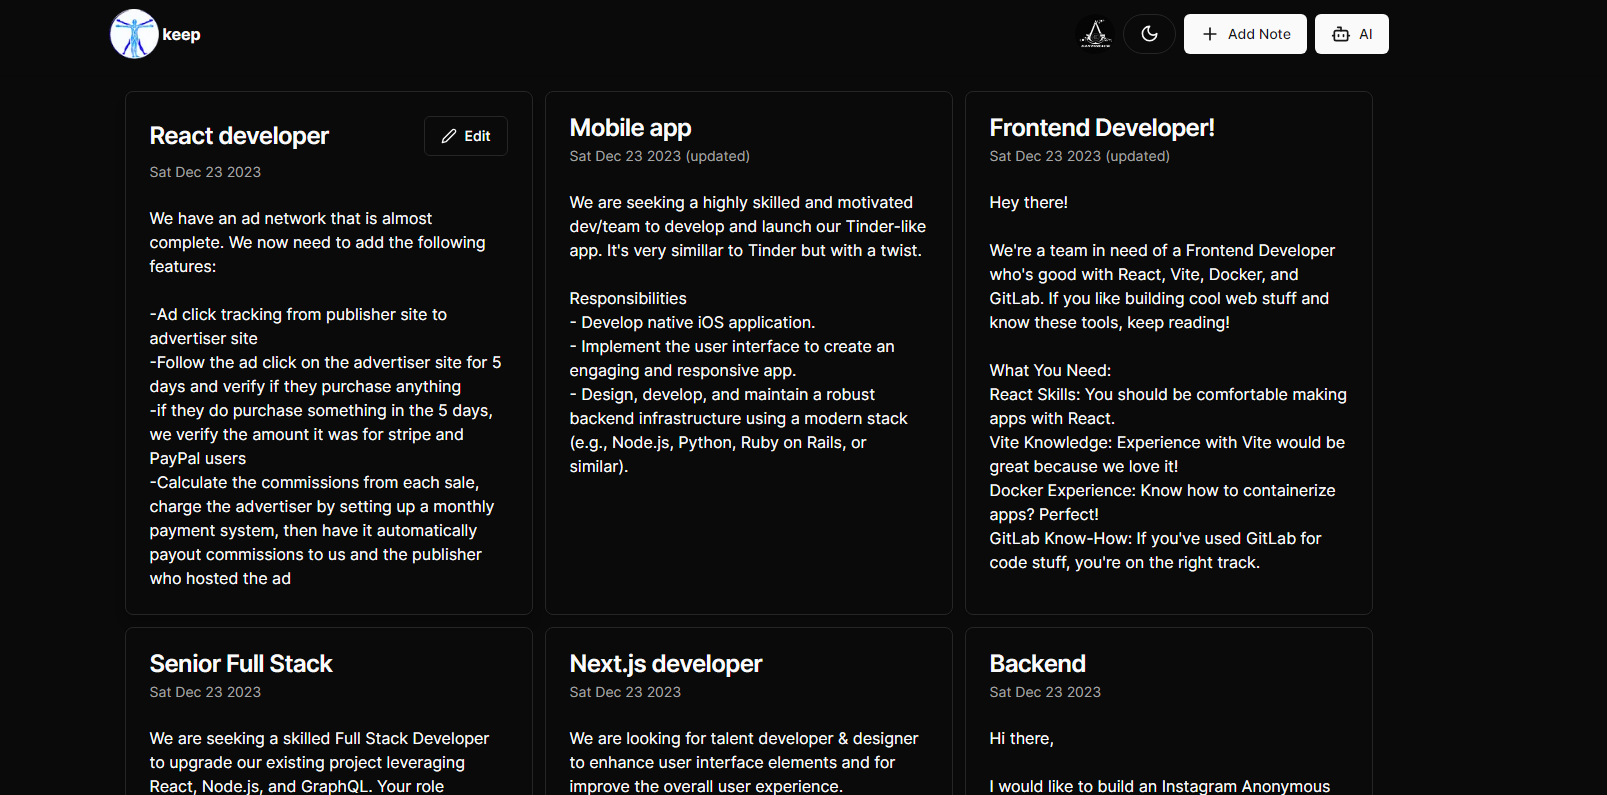 keep
Add Note
AI
React developer
Edit
Sat Dec 23 2023
We have an ad network that is almost
complete. We now need to add the following
features:
-Ad click tracking from publisher site to
advertiser site
-Follow the ad click on the advertiser site for 5
days and verify if they purchase anything
-if they do purchase something in the 5 days,
we verify the amount it was for stripe and
PayPal users
-Calculate the commissions from each sale,
charge the advertiser by setting up a monthly
payment system, then have it automatically
payout commissions to us and the publisher
who hosted the ad
Mobile app
Sat Dec 23 2023 (updated)
We are seeking a highly skilled and motivated
dev/team to develop and launch our Tinder-like
app. It's very simillar to Tinder but with a twist.
Responsibilities
- Develop native iOS application.
- Implement the user interface to create an
engaging and responsive app.
- Design, develop, and maintain a robust
backend infrastructure using a modern stack
(e.g., Node.js, Python, Ruby on Rails, or
similar).
Frontend Developer!
Sat Dec 23 2023 (updated)
Hey there!
We're a team in need of a Frontend Developer
who's good with React, Vite, Docker, and
GitLab. If you like building cool web stuff and
know these tools, keep reading!
What You Need:
React Skills: You should be comfortable making
apps with React.
Vite Knowledge: Experience with Vite would be
great because we love it!
Docker Experience: Know how to containerize
apps? Perfect!
GitLab Know-How: If you've used GitLab for
code stuff, you're on the right track.
Senior Full Stack
Sat Dec 23 2023
We are seeking a skilled Full Stack Developer
to upgrade our existing project leveraging
React, Node.js, and GraphQL. Your role
Next.js developer
Sat Dec 23 2023
We are looking for talent developer & designer
to enhance user interface elements and for
improve the overall user experience.
Backend
Sat Dec 23 2023
Hi there,
I would like to build an Instagram Anonymous